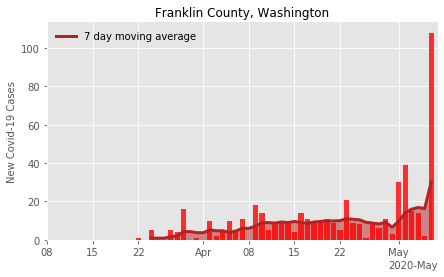 Franklin County, Washington
7 day moving average
New Covid-19 Cases
100
80
60
40
20
0
08 15 22 Apr 08 15 22 May
2020-May